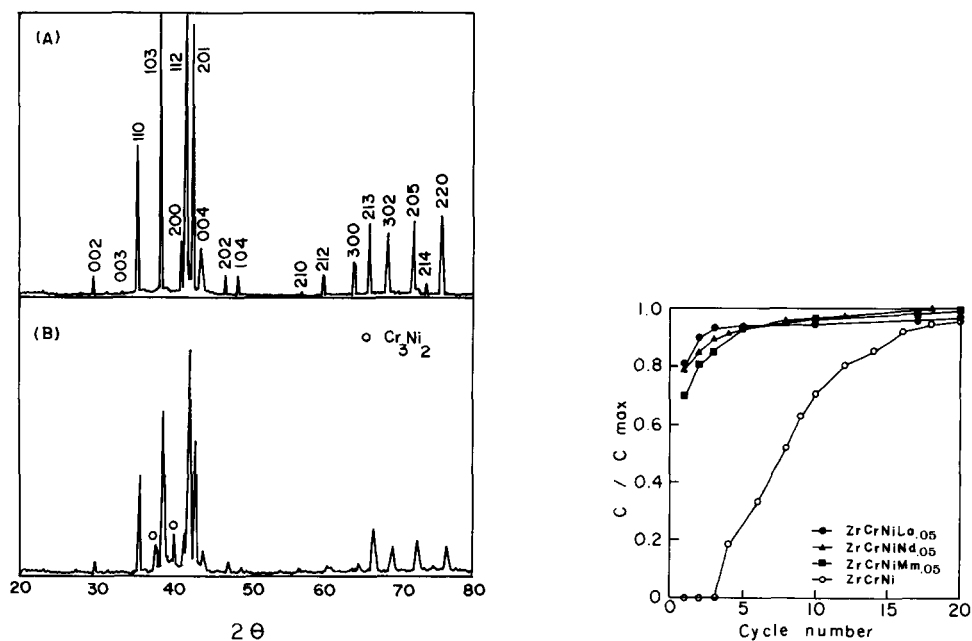 (A)
103
112
201
110
200
004
002
003
202
104
210
212
300
213
302
205
214
220
(B)
o Cr3Ni2
20 30 40 50 60 70 80
2 Θ
1.0
0.8
0.6
0.4
0.2
0
C / C max
ZrCrNiLa.05
ZrCrNiNd.05
ZrCrNiMm.05
ZrCrNi
5 10 15 20
Cycle number